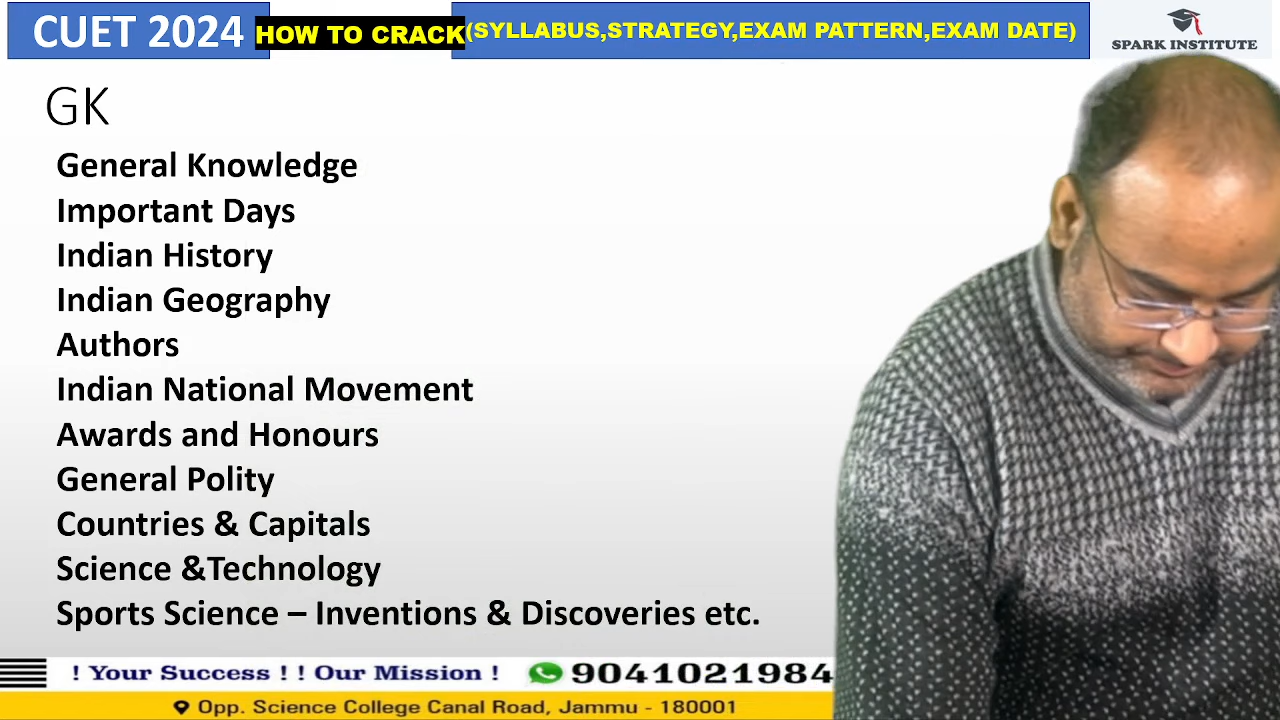 CUET 2024 HOW TO CRACK (SYLLABUS,STRATEGY,EXAM PATTERN,EXAM DATE)
SPARK INSTITUTE
GK
General Knowledge
Important Days
Indian History
Indian Geography
Authors
Indian National Movement
Awards and Honours
General Polity
Countries & Capitals
Science &Technology
Sports Science – Inventions & Discoveries etc.
! Your Success ! ! Our Mission ! 9041021984
Opp. Science College Canal Road, Jammu - 180001